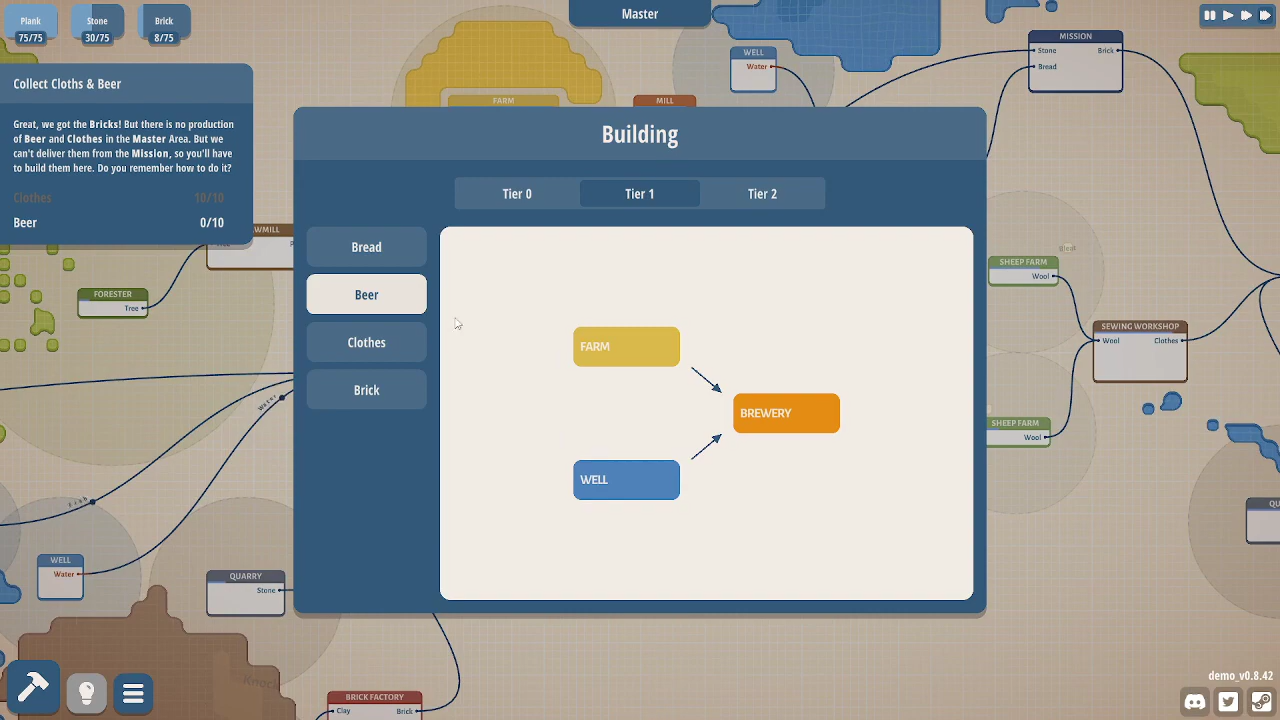 Plank
75/75
Stone
30/75
Brick
8/75
Master
Collect Cloths & Beer
Great, we got the Bricks! But there is no production
of Beer and Clothes in the Master Area. But we
can't deliver them from the Mission, so you'll have
to build them here. Do you remember how to do it?
Clothes 10/10
Beer 0/10
Building
Tier 0
Tier 1
Tier 2
Bread
Beer
Clothes
Brick
FARM
BREWERY
WELL
FARM
MILL
WELL
Water
MISSION
Stone
Brick
Bread
FORESTER
Tree
SHEEP FARM
Wool
SEWING WORKSHOP
Wool
Clothes
SHEEP FARM
Wool
Water
Fish
WELL
Water
QUARRY
Stone
BRICK FACTORY
Clay
Brick
demo_v0.8.42